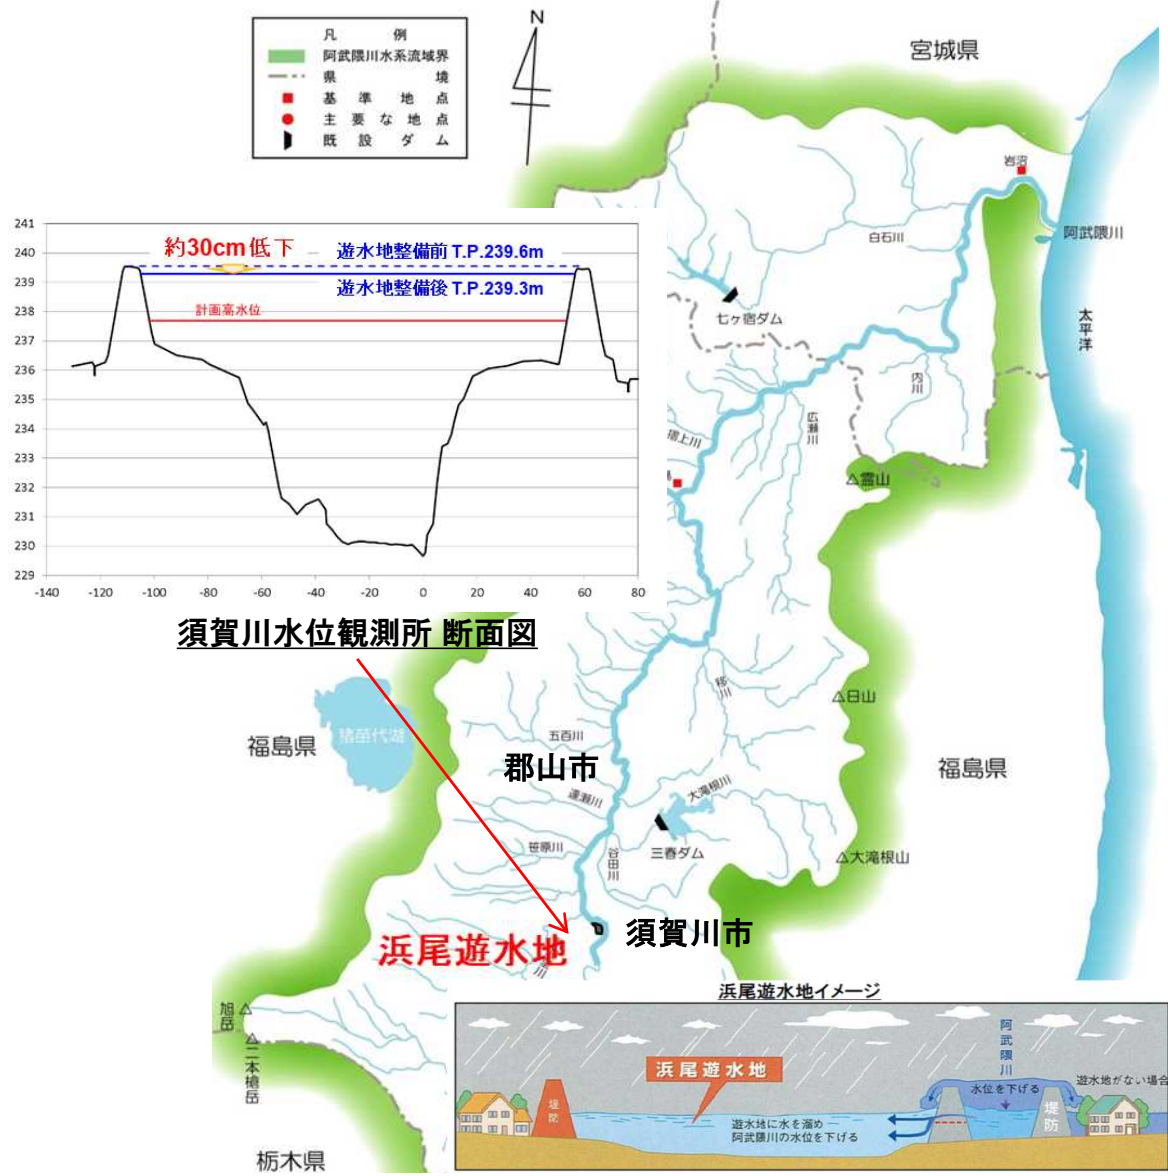 凡 例
阿武隈川水系流域界
県 境
基 準 地 点
主 要 な 地 点
既 設 ダ ム
N
宮城県
岩沼
阿武隈川
白石川
七ヶ宿ダム
太平洋
内川
広瀬川
摺上川
霊山
241
240
239
238
237
236
235
234
233
232
231
230
229
-140
-120
-100
-80
-60
-40
-20
0
20
40
60
80
約30cm低下
遊水地整備前 T.P.239.6m
遊水地整備後 T.P.239.3m
計画高水位
須賀川水位観測所 断面図
移川
日山
猪苗代湖
福島県
五百川
郡山市
福島県
大滝根川
逢瀬川
笹原川
谷田川
三春ダム
大滝根山
須賀川市
浜尾遊水地
川
旭岳
二本槍岳
栃木県
浜尾遊水地イメージ
阿武隈川
浜尾遊水地
水位を下げる
遊水地がない場合
堤防
堤防
遊水地に水を溜め
阿武隈川の水位を下げる